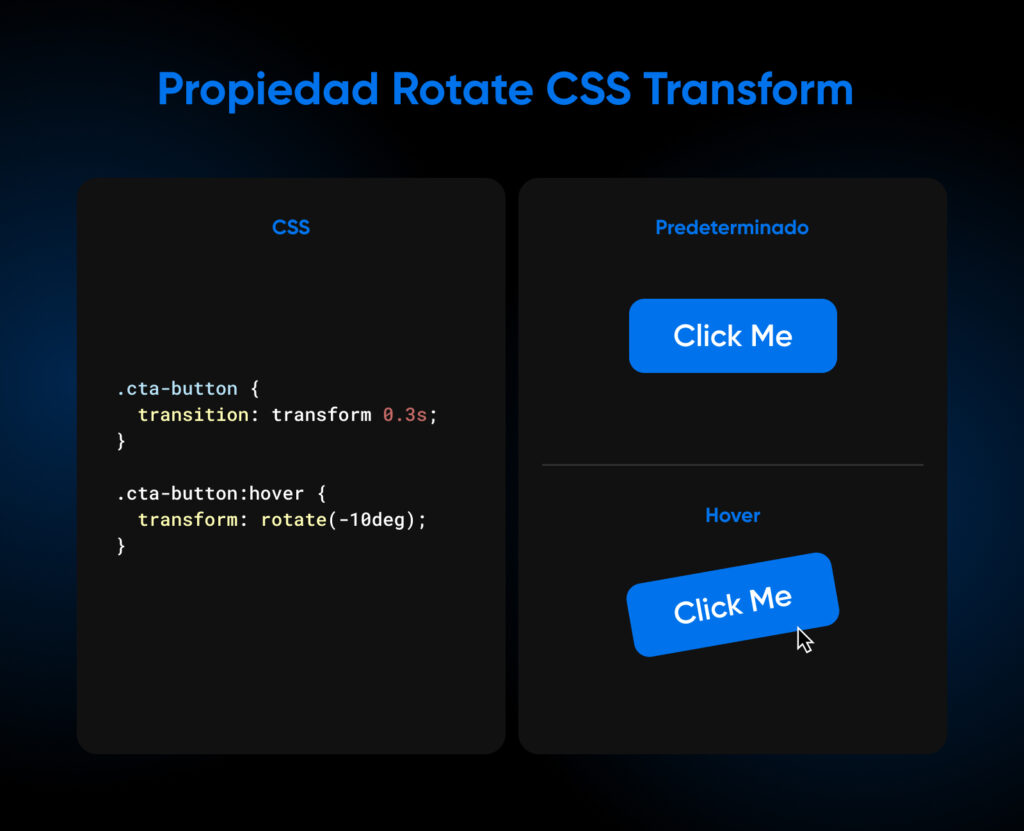 Propiedad Rotate CSS Transform
CSS
.cta-button {
  transition: transform 0.3s;
}
.cta-button:hover {
  transform: rotate(-10deg);
}
Predeterminado
Click Me
Hover
Click Me